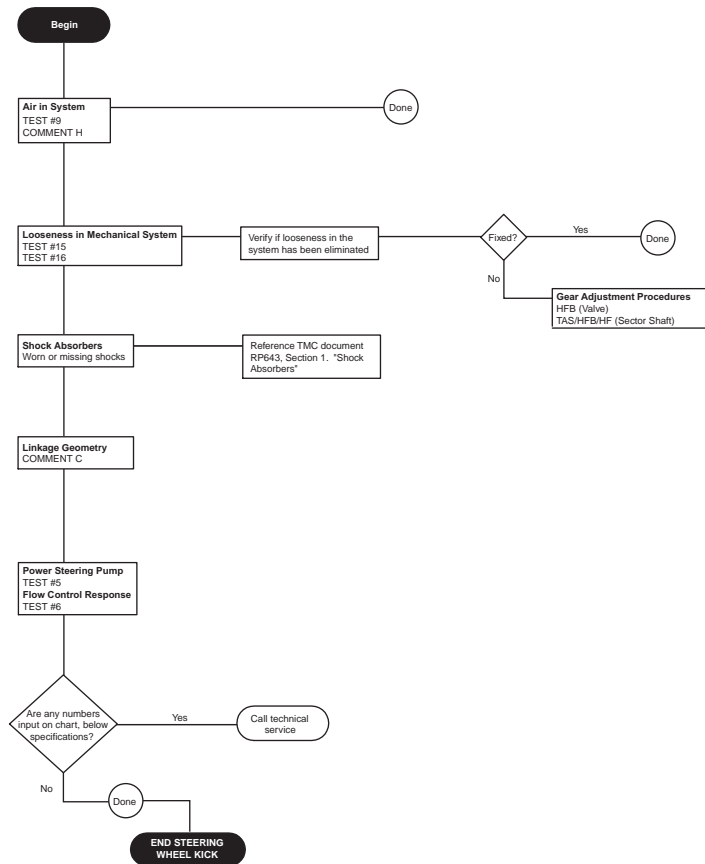 Begin
Air in System
TEST #9
COMMENT H
Done
Looseness in Mechanical System
TEST #15
TEST #16
Verify if looseness in the
system has been eliminated
Fixed?
Yes
Done
No
Gear Adjustment Procedures
HFB (Valve)
TAS/HFB/HF (Sector Shaft)
Shock Absorbers
Worn or missing shocks
Reference TMC document
RP643, Section 1. "Shock
Absorbers"
Linkage Geometry
COMMENT C
Power Steering Pump
TEST #5
Flow Control Response
TEST #6
Are any numbers
input on chart, below
specifications?
Yes
Call technical
service
No
Done
END STEERING
WHEEL KICK